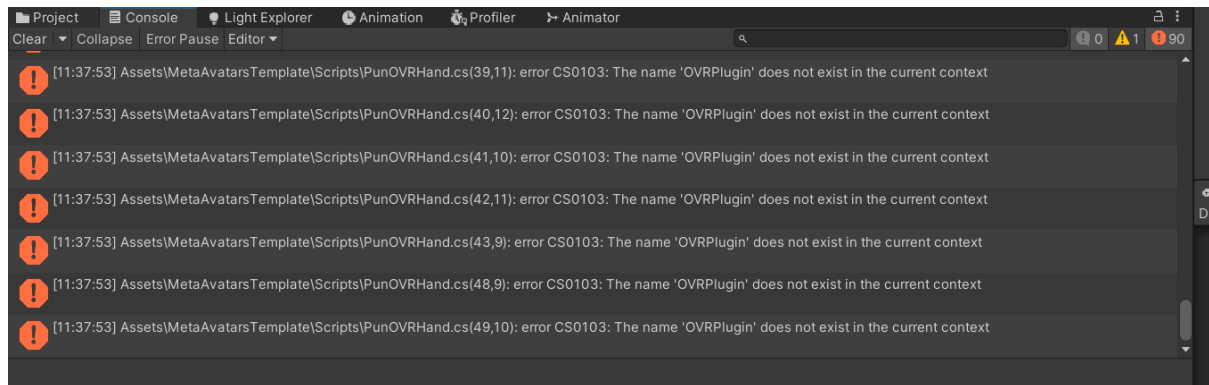 Project Console Light Explorer Animation Profiler Animator
Clear Collapse Error Pause Editor 0 1 90
[11:37:53] Assets\MetaAvatarsTemplate\Scripts\PunOVRHand.cs(39,11): error CS0103: The name 'OVRPlugin' does not exist in the current context
[11:37:53] Assets\MetaAvatarsTemplate\Scripts\PunOVRHand.cs(40,12): error CS0103: The name 'OVRPlugin' does not exist in the current context
[11:37:53] Assets\MetaAvatarsTemplate\Scripts\PunOVRHand.cs(41,10): error CS0103: The name 'OVRPlugin' does not exist in the current context
[11:37:53] Assets\MetaAvatarsTemplate\Scripts\PunOVRHand.cs(42,11): error CS0103: The name 'OVRPlugin' does not exist in the current context
[11:37:53] Assets\MetaAvatarsTemplate\Scripts\PunOVRHand.cs(43,9): error CS0103: The name 'OVRPlugin' does not exist in the current context
D
[11:37:53] Assets\MetaAvatarsTemplate\Scripts\PunOVRHand.cs(48,9): error CS0103: The name 'OVRPlugin' does not exist in the current context
[11:37:53] Assets\MetaAvatarsTemplate\Scripts\PunOVRHand.cs(49,10): error CS0103: The name 'OVRPlugin' does not exist in the current context